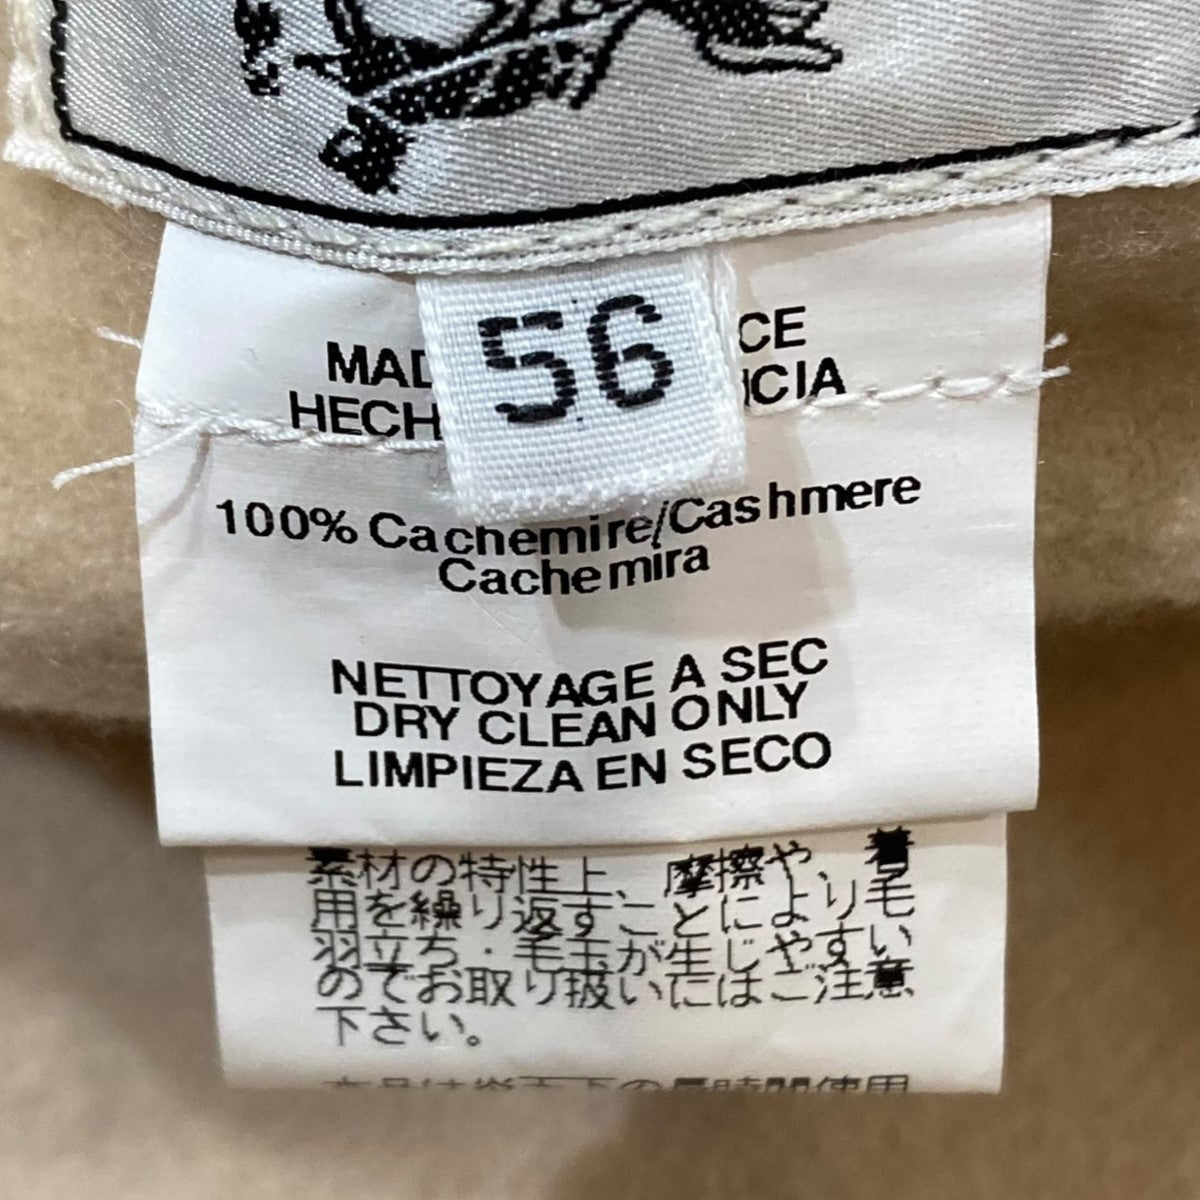 56
MAD CE
HECH NCIA
100% Cachemire/Cashmere
Cachemira
NETTOYAGE A SEC
DRY CLEAN ONLY
LIMPIEZA EN SECO
素材の特性上、摩擦や、着
用を繰り返すことにより毛
羽立ち・毛玉が生じやすい
のでお取り扱いにはご注意
下さい。